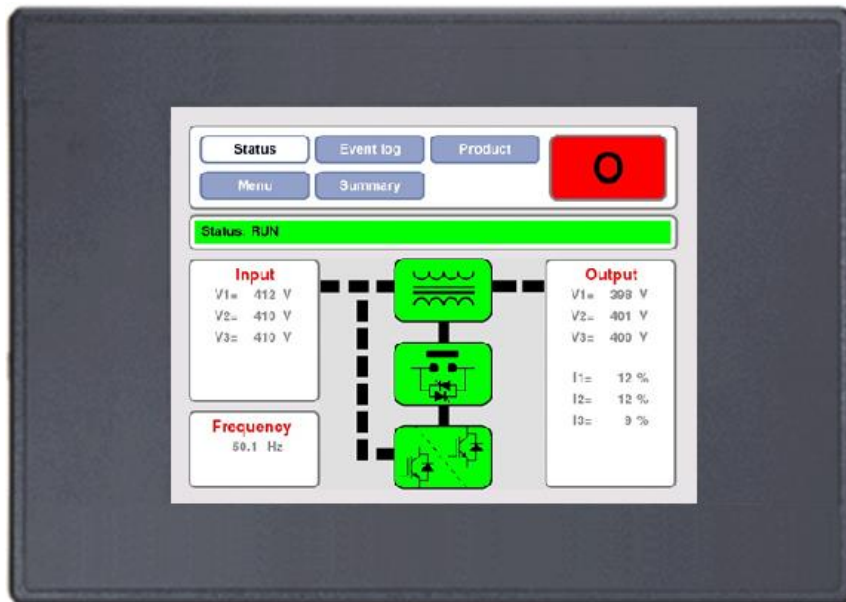 Status
Event log
Product
O
Menu
Summary
Status. RUN
Input
V1= 412 V
V2= 410 V
V3= 410 V
Frequency
50.1 Hz
Output
V1= 398 V
V2= 401 V
V3= 400 V
I1= 12 %
I2= 12 %
I3= 9 %